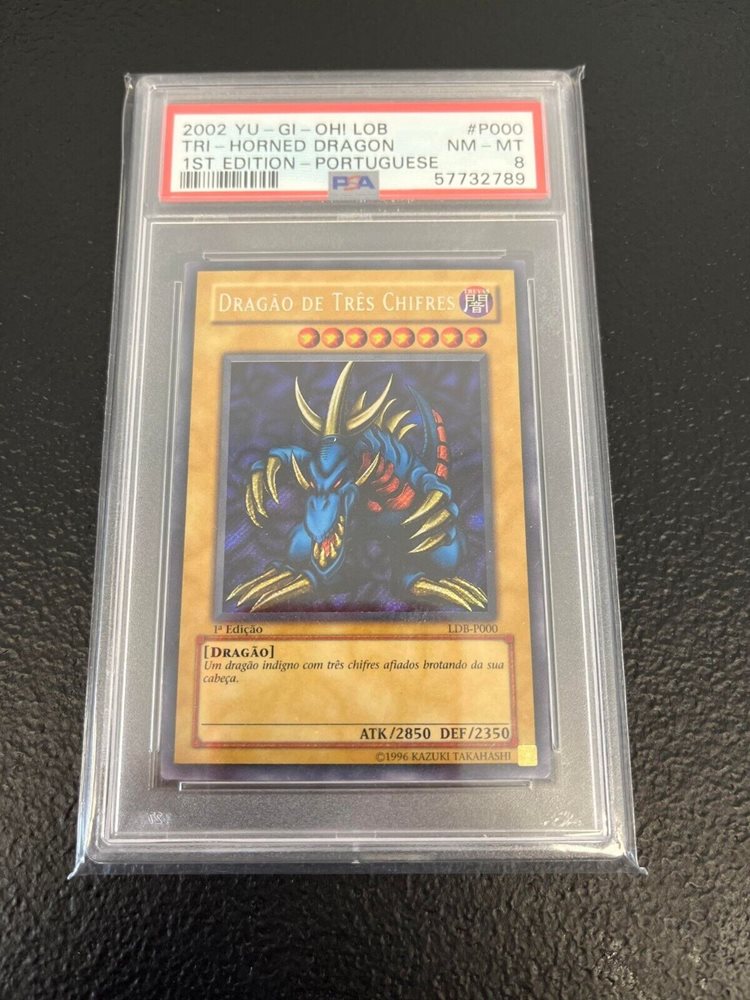 2002 YU-GI-OH! LOB #P000
TRI-HORNED DRAGON NM-MT
1ST EDITION-PORTUGUESE 8
PSA 57732789
DRAGÃO DE TRÊS CHIFRES
TREVAS
闇
1ª Edição LDB-P000
[DRAGÃO]
Um dragão indigno com três chifres afiados brotando da sua
cabeça.
ATK/2850 DEF/2350
©1996 KAZUKI TAKAHASHI